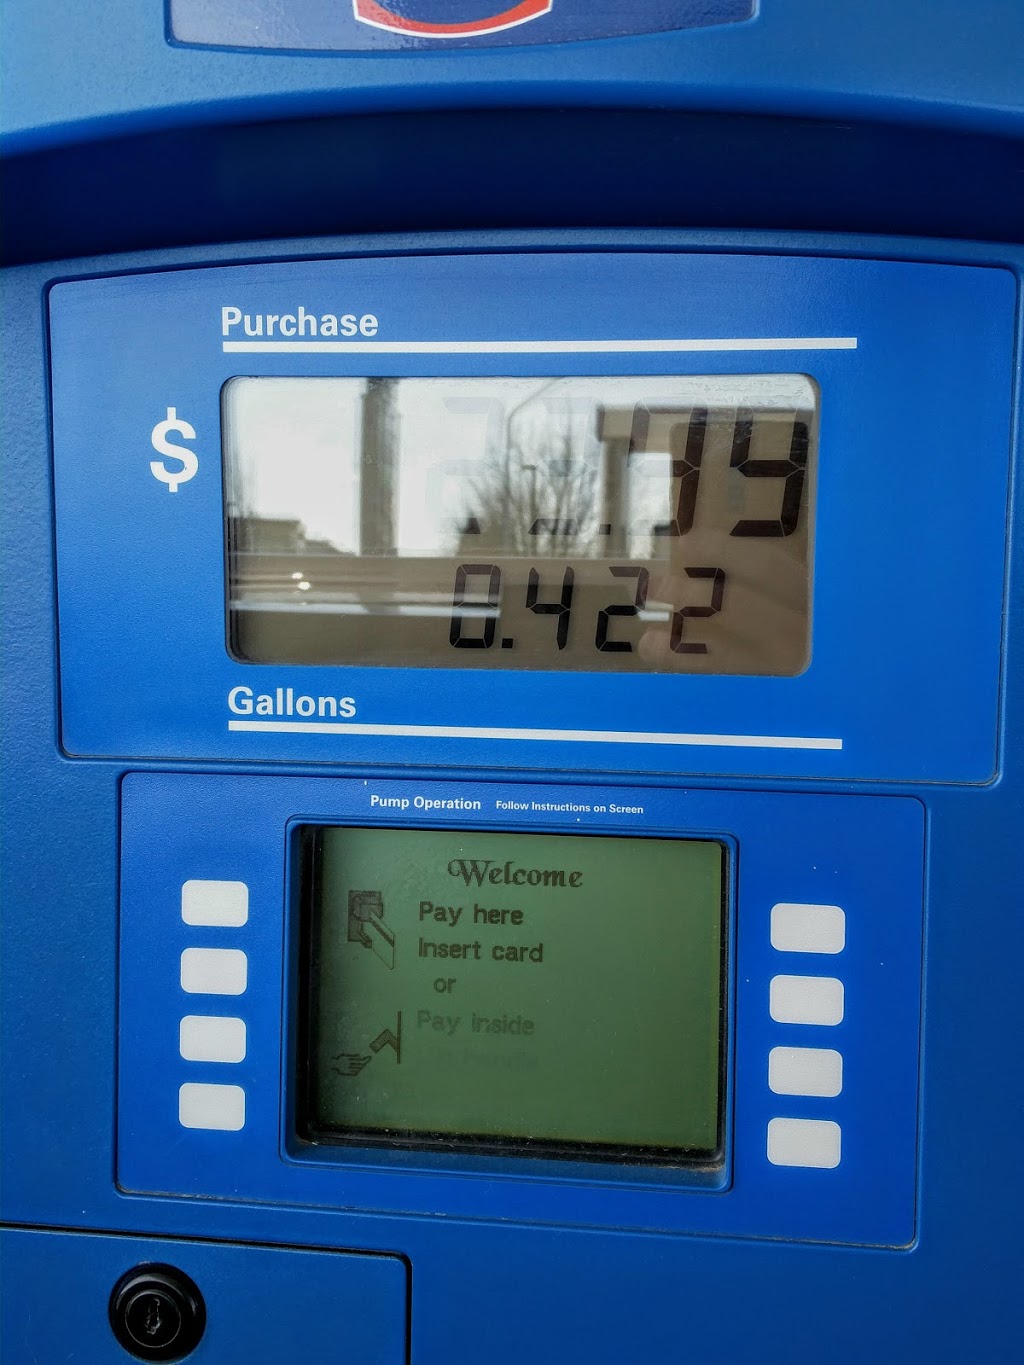 Purchase
$
0.422
Gallons
Pump Operation Follow Instructions on Screen
Welcome
Pay here
Insert card
or
Pay inside